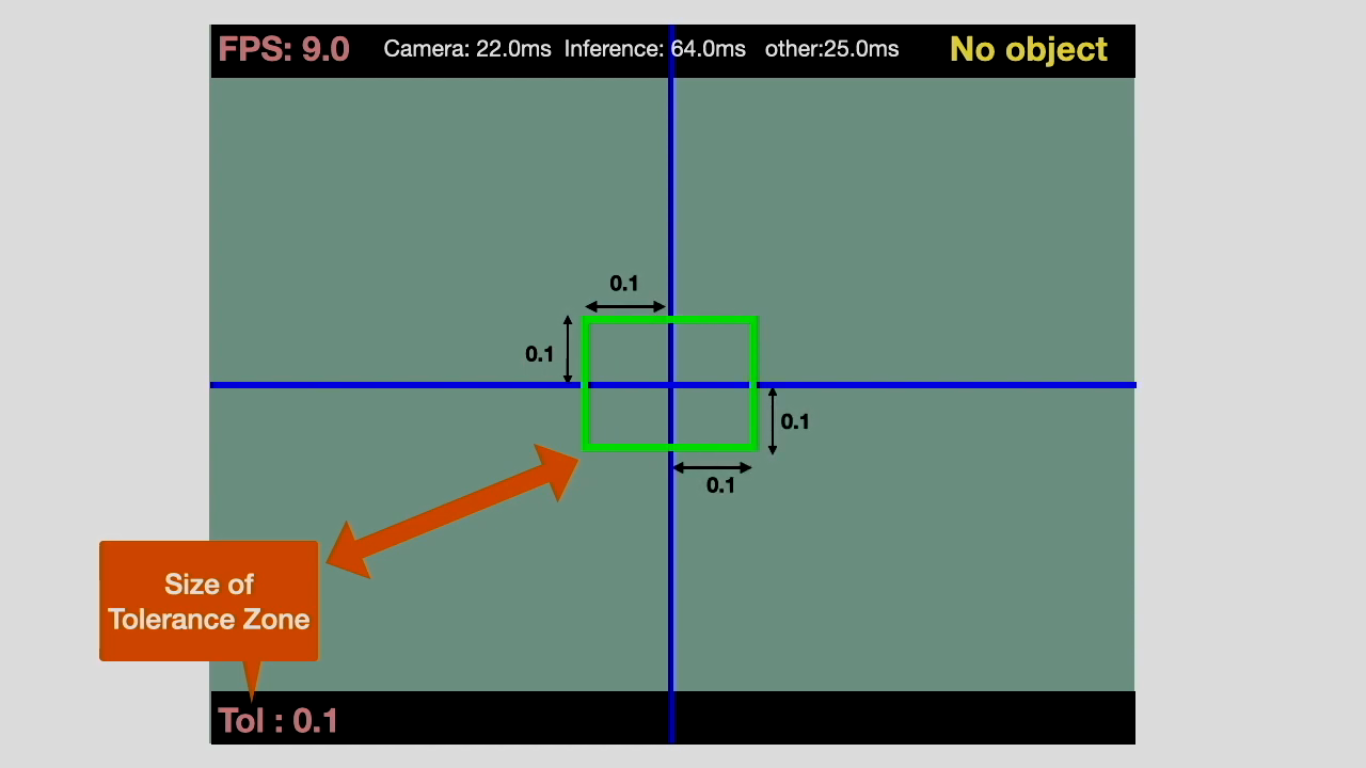 FPS: 9.0 Camera: 22.0ms Inference: 64.0ms other:25.0ms No object
0.1
0.1
0.1
0.1
Size of
Tolerance Zone
Tol : 0.1